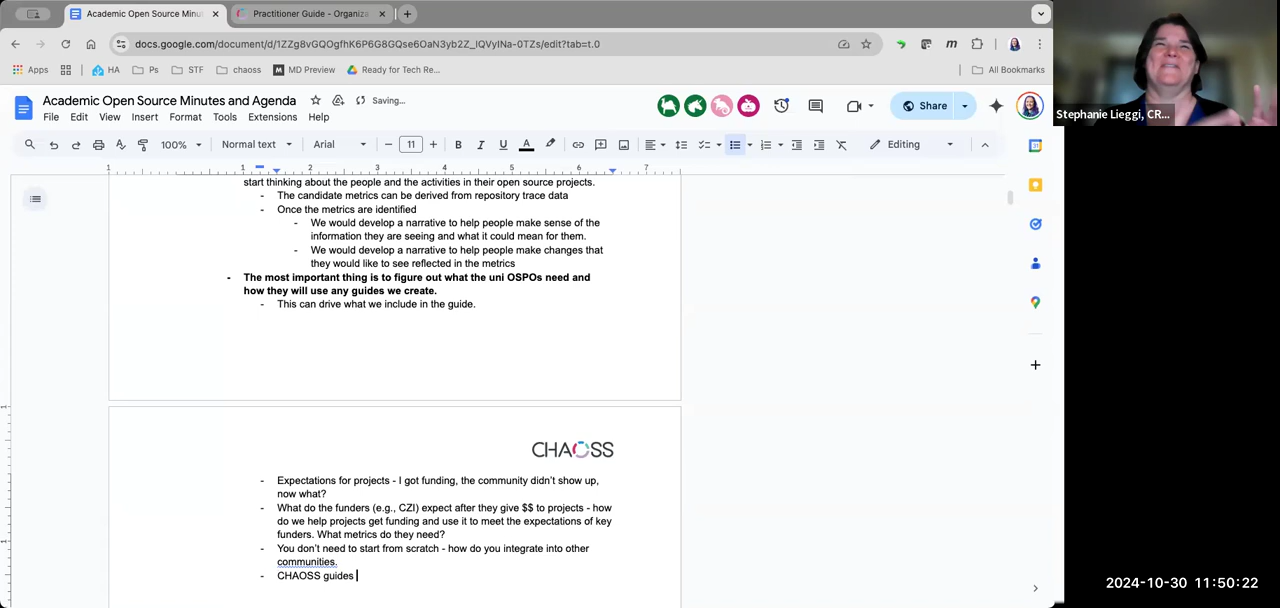 Academic Open Source Minut
Practitioner Guide - Organiza
docs.google.com/document/d/1ZZg8vGQOgfhK6P6G8GQse6OaN3yb2Z_IQVyINa-0TZs/edit?tab=t.0
Apps
HA
Ps
STF
chaoss
MD Preview
Ready for Tech Re...
All Bookmarks
Stephanie Lieggi, CR...
Academic Open Source Minutes and Agenda
Saving...
File Edit View Insert Format Tools Extensions Help
Share
100%
Normal text
Arial
11
Editing
1 1 2 3 4 5 6 7
start thinking about the people and the activities in their open source projects.
- The candidate metrics can be derived from repository trace data
- Once the metrics are identified
- We would develop a narrative to help people make sense of the
information they are seeing and what it could mean for them.
- We would develop a narrative to help people make changes that
they would like to see reflected in the metrics
- The most important thing is to figure out what the uni OSPOs need and
how they will use any guides we create.
- This can drive what we include in the guide.
CHAOSS
- Expectations for projects - I got funding, the community didn't show up,
now what?
- What do the funders (e.g., CZI) expect after they give $$ to projects - how
do we help projects get funding and use it to meet the expectations of key
funders. What metrics do they need?
- You don't need to start from scratch - how do you integrate into other
communities.
- CHAOSS guides
2024-10-30 11:50:22